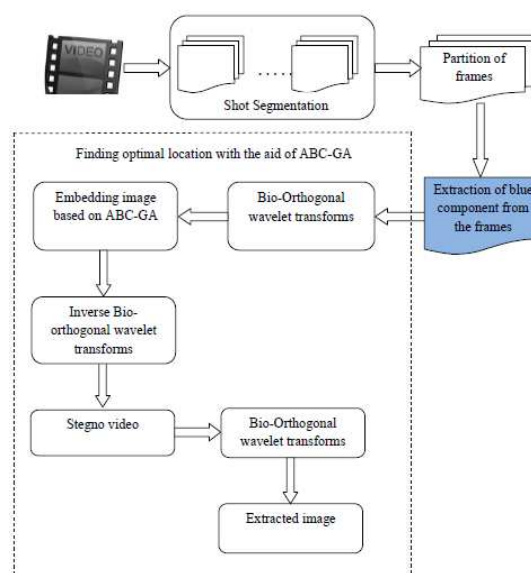 VIDEO
Shot Segmentation
Partition of
frames
Finding optimal location with the aid of ABC-GA
Extraction of blue
component from
the frames
Bio-Orthogonal
wavelet transforms
Embedding image
based on ABC-GA
Inverse Bio-
orthogonal wavelet
transforms
Stegno video
Bio-Orthogonal
wavelet transforms
Extracted image